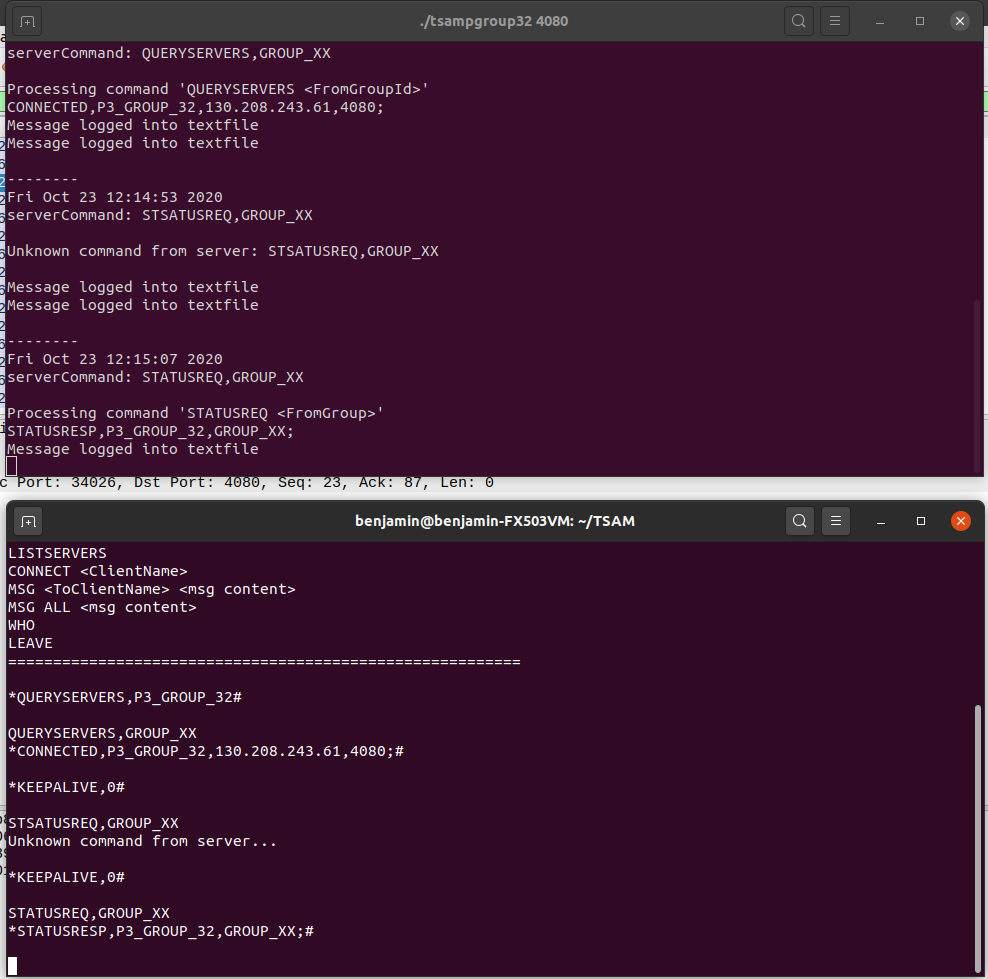 ./tsampgroup32 4080
serverCommand: QUERYSERVERS,GROUP_XX
Processing command 'QUERYSERVERS <FromGroupId>'
CONNECTED,P3_GROUP_32,130.208.243.61,4080;
Message logged into textfile
Message logged into textfile
--------
Fri Oct 23 12:14:53 2020
serverCommand: STSATUSREQ,GROUP_XX
Unknown command from server: STSATUSREQ,GROUP_XX
Message logged into textfile
Message logged into textfile
--------
Fri Oct 23 12:15:07 2020
serverCommand: STATUSREQ,GROUP_XX
Processing command 'STATUSREQ <FromGroup>'
STATUSRESP,P3_GROUP_32,GROUP_XX;
Message logged into textfile
c Port: 34026, Dst Port: 4080, Seq: 23, Ack: 87, Len: 0
benjamin@benjamin-FX503VM: ~/TSAM
LISTSERVERS
CONNECT <ClientName>
MSG <ToClientName> <msg content>
MSG ALL <msg content>
WHO
LEAVE
=========================================================
*QUERYSERVERS,P3_GROUP_32#
QUERYSERVERS,GROUP_XX
*CONNECTED,P3_GROUP_32,130.208.243.61,4080;#
*KEEPALIVE,0#
STSATUSREQ,GROUP_XX
Unknown command from server...
*KEEPALIVE,0#
STATUSREQ,GROUP_XX
*STATUSRESP,P3_GROUP_32,GROUP_XX;#